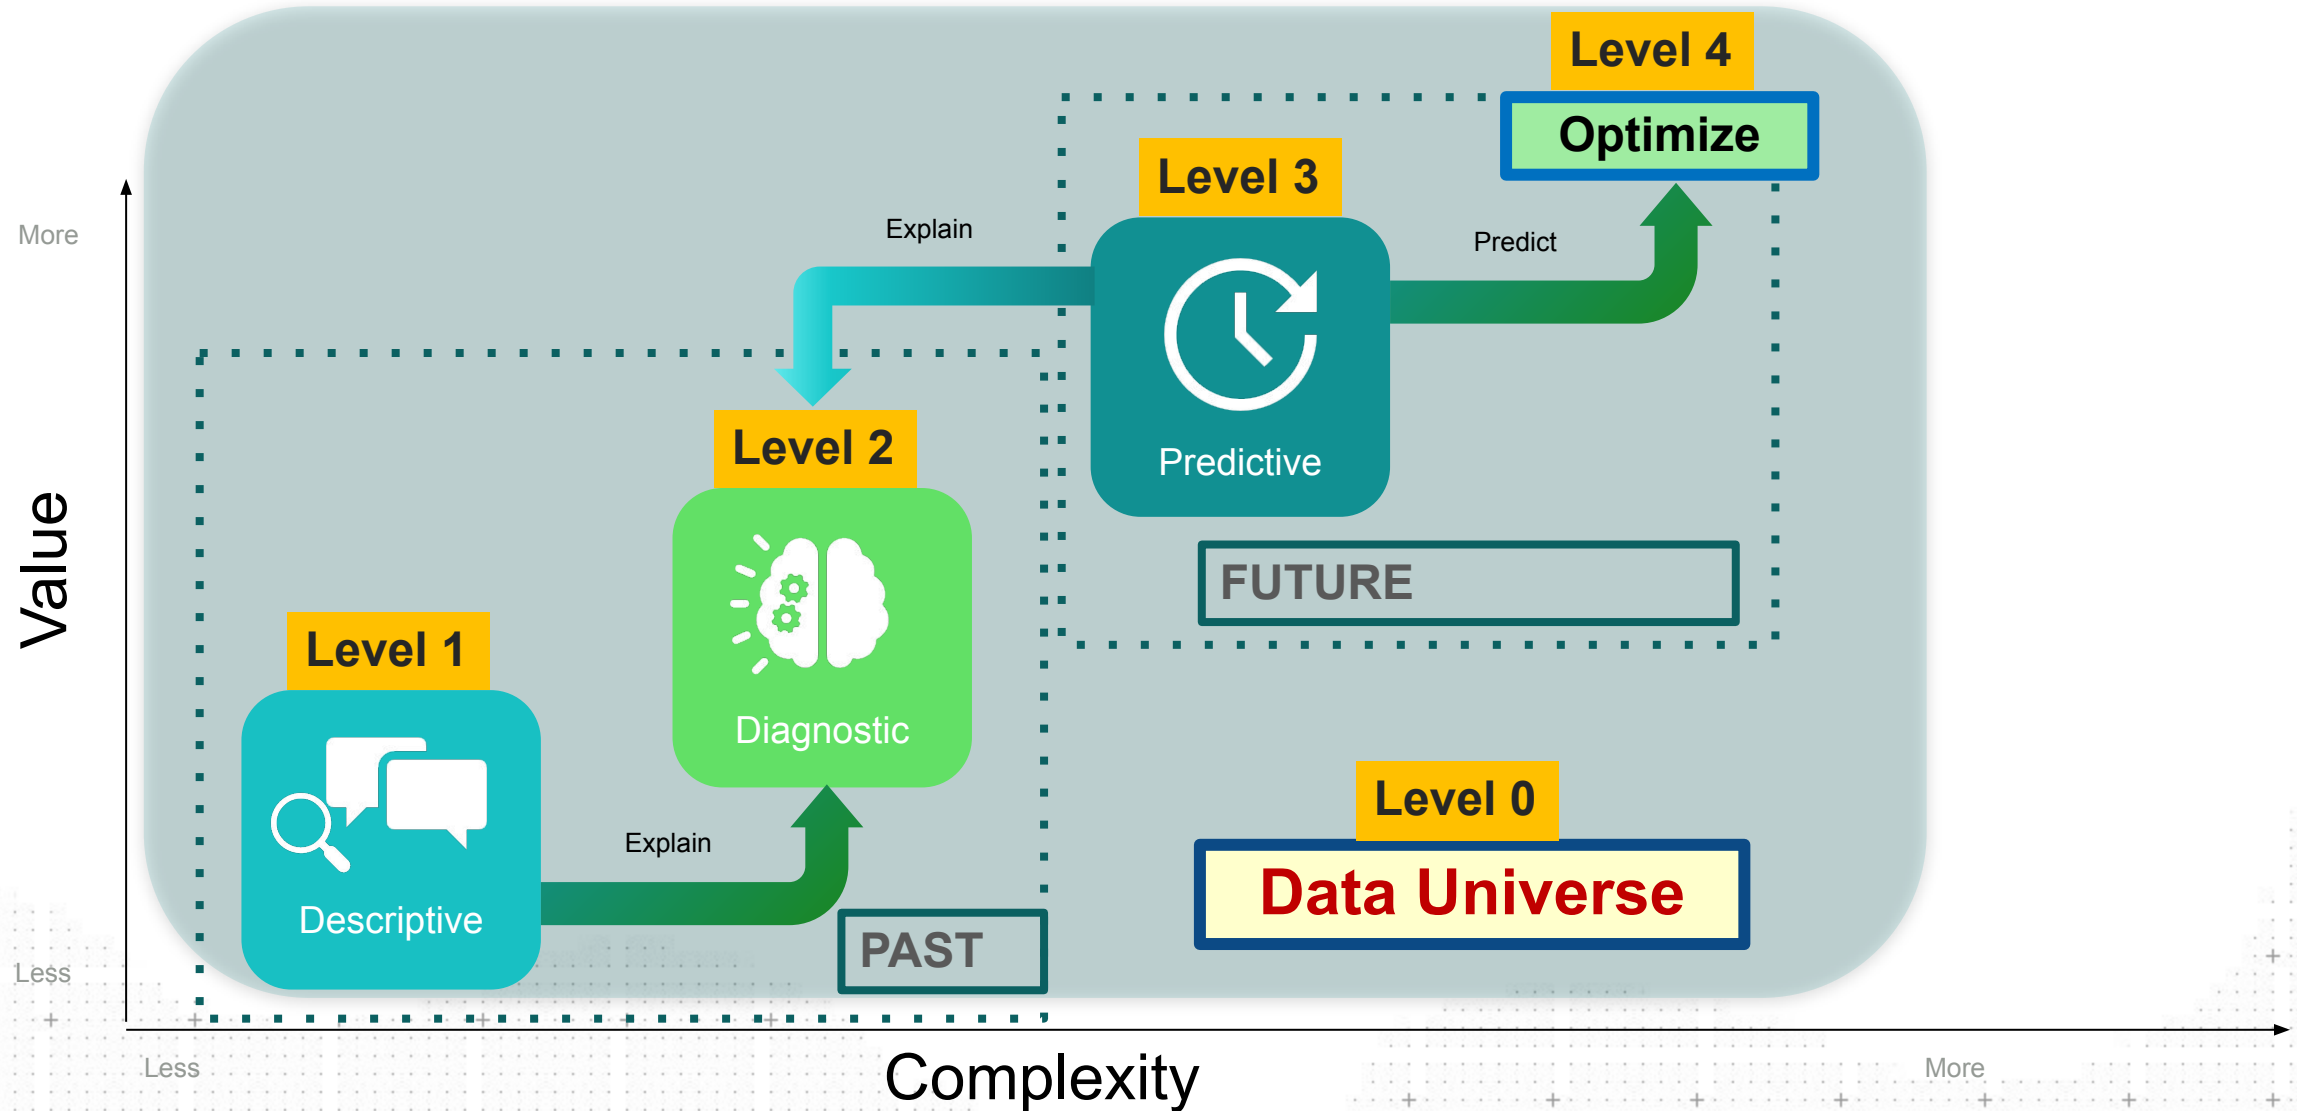 Level 4
Optimize
Level 3
More
Explain
Predict
Level 2
Predictive
Value
FUTURE
Level 1
Diagnostic
Level 0
Explain
Data Universe
Descriptive
PAST
Less
Less
Complexity
More